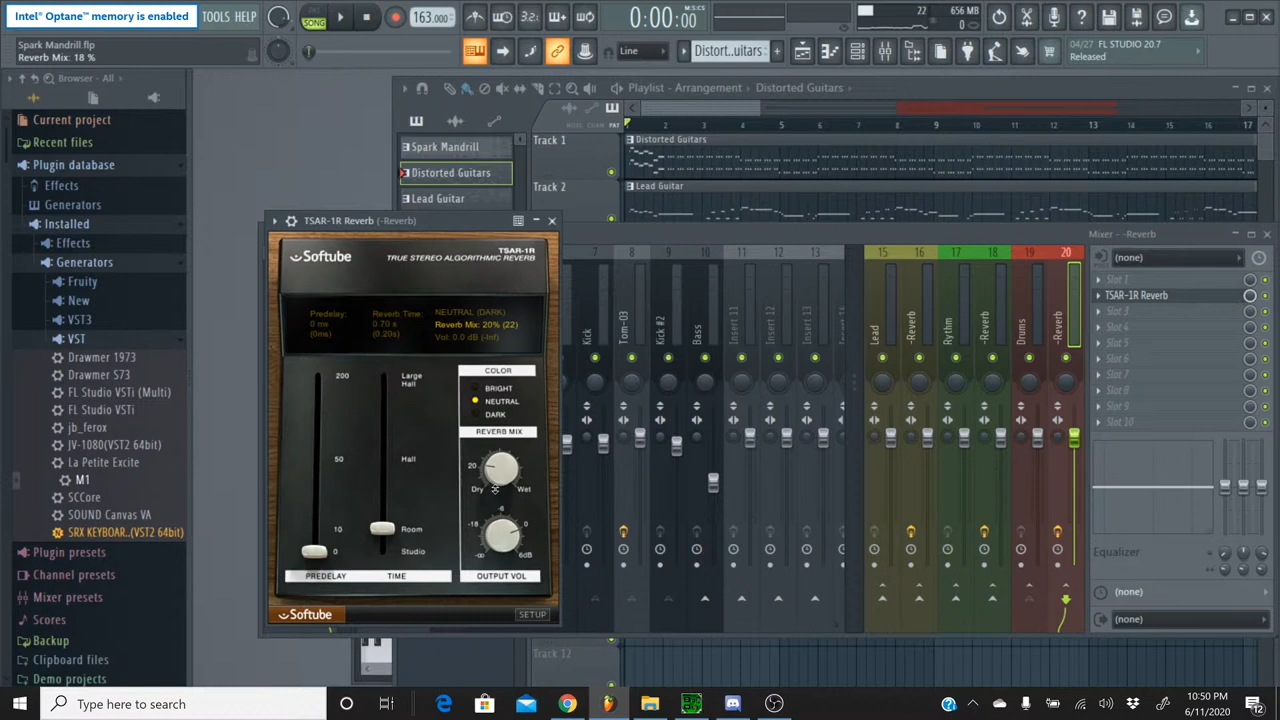 Intel® Optane™ memory is enabled
TOOLS HELP
SONG
163.000
3.2.
0:00:00
M:S:CS
22
656 MB
0
Spark Mandrill.flp
Reverb Mix: 18 %
Line
Distort..uitars
04/27 FL STUDIO 20.7
Released
Browser - All
Playlist - Arrangement
Distorted Guitars
Current project
Recent files
Plugin database
Effects
Generators
Installed
Effects
Generators
Fruity
New
VST3
VST
Drawmer 1973
Drawmer S73
FL Studio VSTi (Multi)
FL Studio VSTi
jb_ferox
JV-1080(VST2 64bit)
La Petite Excite
M1
SCCore
SOUND Canvas VA
SRX KEYBOAR..(VST2 64bit)
Plugin presets
Channel presets
Mixer presets
Scores
Backup
Clipboard files
Demo projects
NOTE CHAN PAT
5 9 13 17
Spark Mandrill
Distorted Guitars
Lead Guitar
Track 1
Distorted Guitars
Track 2
Lead Guitar
Track 12
TSAR-1R Reverb (-Reverb)
Softube
TSAR-1R
TRUE STEREO ALGORITHMIC REVERB
Predelay:
0 ms
(0ms)
Reverb Time:
0.70 s
(0.20s)
NEUTRAL (DARK)
Reverb Mix: 20% (22)
Vol: 0.0 dB (-Inf)
200
50
10
0
Large
Hall
Hall
Room
Studio
COLOR
BRIGHT
NEUTRAL
DARK
REVERB MIX
20
Dry Wet
-6
-18 0
-∞ 6dB
PREDELAY TIME
OUTPUT VOL
Softube
SETUP
Mixer - -Reverb
7 8 9 10 11 12 13 15 16 17 18 19 20
Kick
Tom-03
Kick #2
Bass
Insert 11
Insert 12
Insert 13
Lead
-Reverb
Rythm
-Reverb
Drums
-Reverb
(none)
Slot 1
TSAR-1R Reverb
Slot 3
Slot 4
Slot 5
Slot 6
Slot 7
Slot 8
Slot 9
Slot 10
Equalizer
(none)
(none)
Type here to search
10:50 PM
6/11/2020